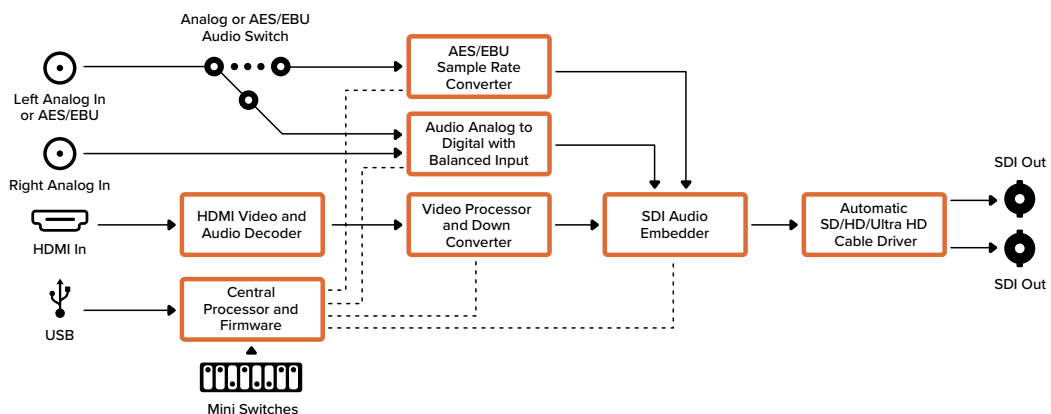 Analog or AES/EBU
Audio Switch
Left Analog In
or AES/EBU
AES/EBU
Sample Rate
Converter
Right Analog In
Audio Analog to
Digital with
Balanced Input
HDMI In
HDMI Video and
Audio Decoder
Video Processor
and Down
Converter
SDI Audio
Embedder
Automatic
SD/HD/Ultra HD
Cable Driver
SDI Out
SDI Out
USB
Central
Processor and
Firmware
Mini Switches